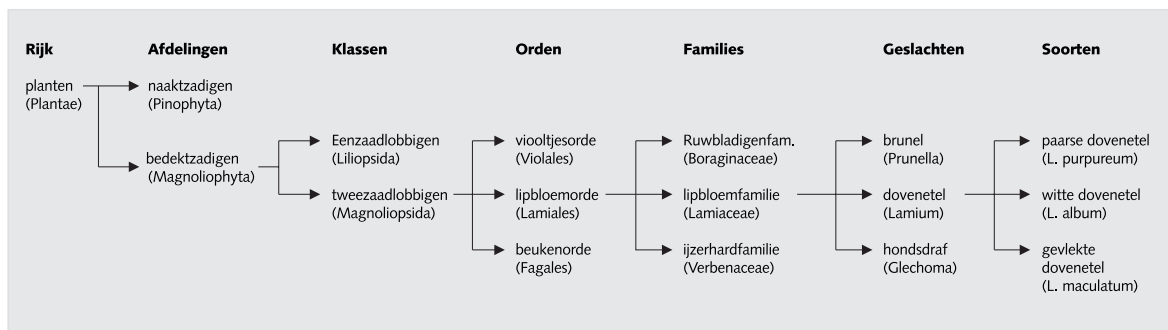 Rijk Afdelingen Klassen Orden Families Geslachten Soorten
planten naaktzadigen
(Plantae) (Pinophyta)
Eenzaadlobbigen viooltjesorde Ruwbladigenfam. brunel paarse dovenetel
(Liliopsida) (Violales) (Boraginaceae) (Prunella) (L. purpureum)
bedektzadigen
(Magnoliophyta)
tweezaadlobbigen lipbloemorde lipbloemfamilie dovenetel witte dovenetel
(Magnoliopsida) (Lamiales) (Lamiaceae) (Lamium) (L. album)
beukenorde ijzerhardfamilie hondsdraf gevlekte
(Fagales) (Verbenaceae) (Glechoma) dovenetel
(L. maculatum)